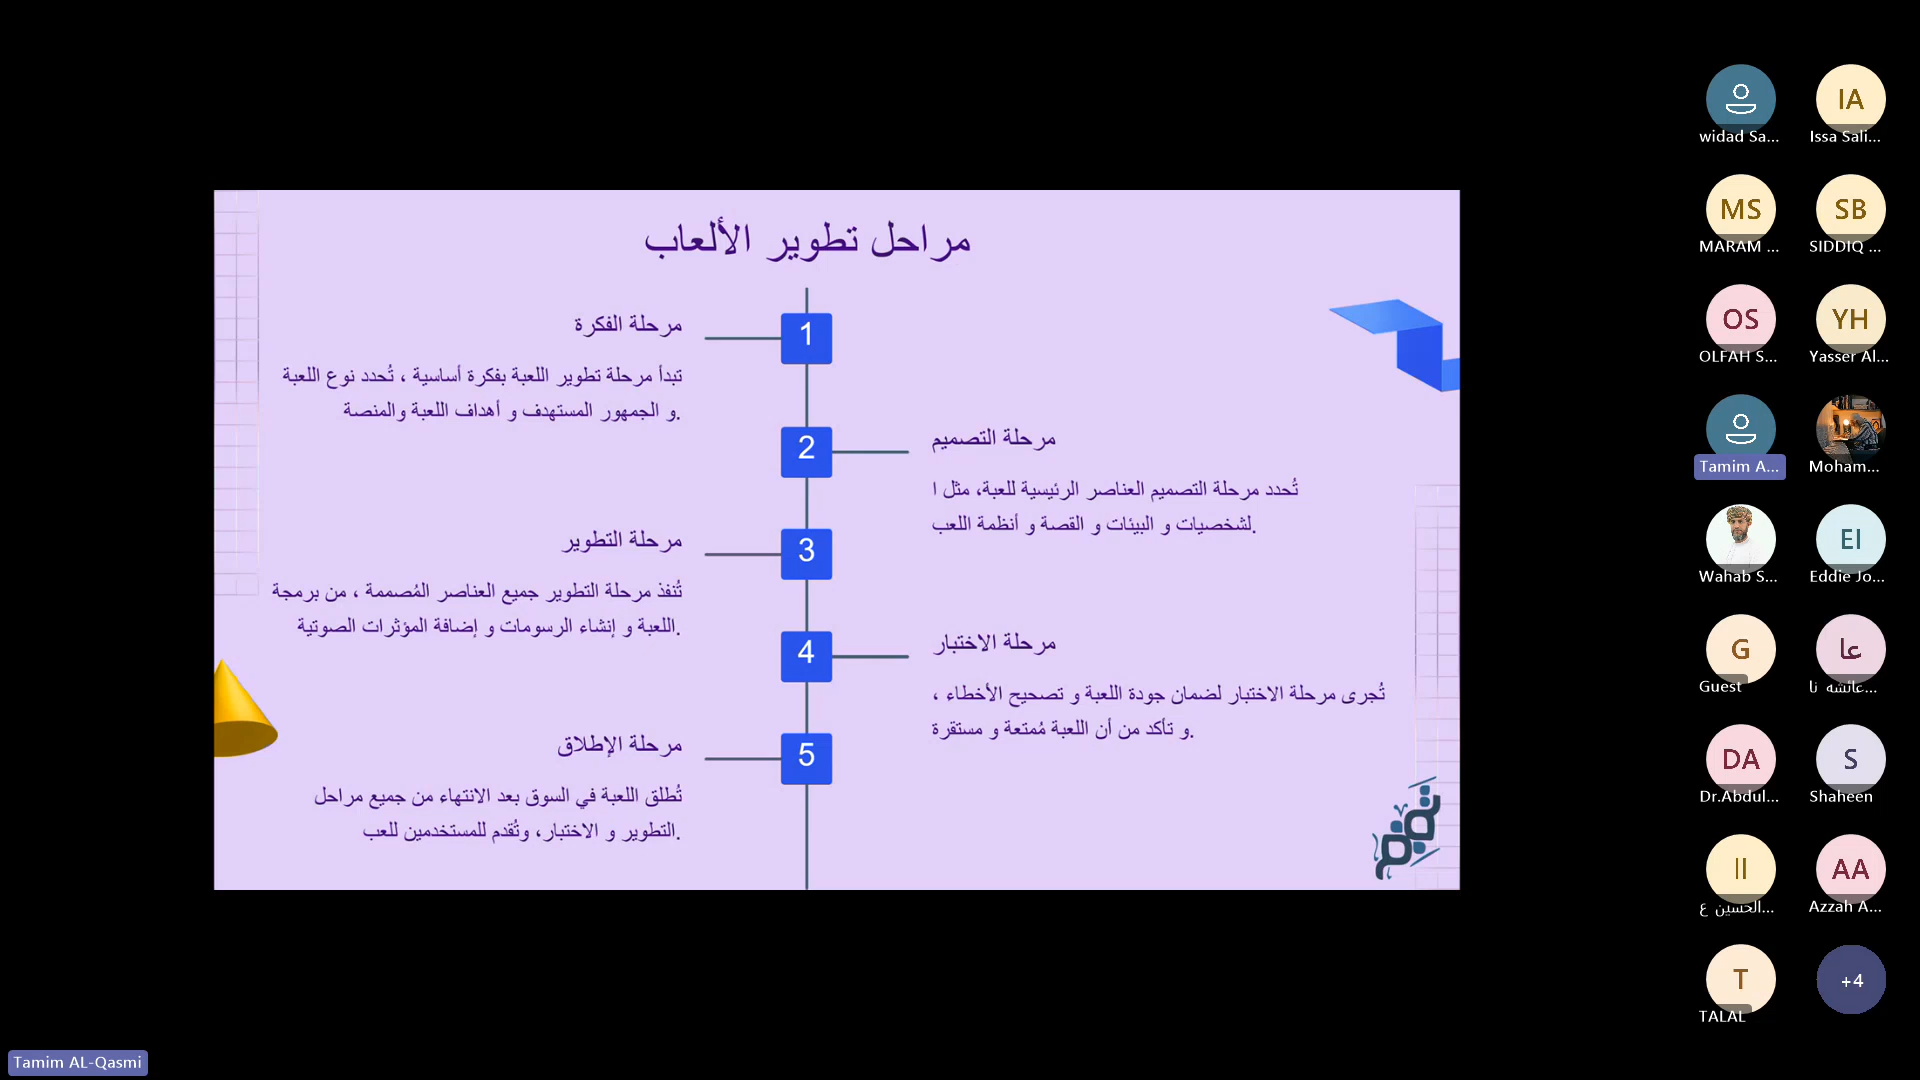 مراحل تطوير الألعاب
1
مرحلة الفكرة
تبدأ مرحلة تطوير اللعبة بفكرة أساسية ، تُحدد نوع اللعبة
و الجمهور المستهدف و أهداف اللعبة والمنصة.
2
مرحلة التصميم
تُحدد مرحلة التصميم العناصر الرئيسية للعبة، مثل ا
لشخصيات و البيئات و القصة و أنظمة اللعب.
3
مرحلة التطوير
تُنفذ مرحلة التطوير جميع العناصر المُصممة ، من برمجة
اللعبة و إنشاء الرسومات و إضافة المؤثرات الصوتية.
4
مرحلة الاختبار
تُجرى مرحلة الاختبار لضمان جودة اللعبة و تصحيح الأخطاء ،
و تأكد من أن اللعبة مُمتعة و مستقرة.
5
مرحلة الإطلاق
تُطلق اللعبة في السوق بعد الانتهاء من جميع مراحل
التطوير و الاختبار، وتُقدم للمستخدمين للعب.
widad Sa...
IA
Issa Sali...
MS
MARAM ...
SB
SIDDIQ ...
OS
OLFAH S...
YH
Yasser Al...
Tamim A...
Moham...
Wahab S...
EI
Eddie Jo...
G
Guest
عا
عائشه نا...
DA
Dr.Abdul...
S
Shaheen
اا
الحسين ع...
AA
Azzah A...
T
TALAL
+4
Tamim AL-Qasmi